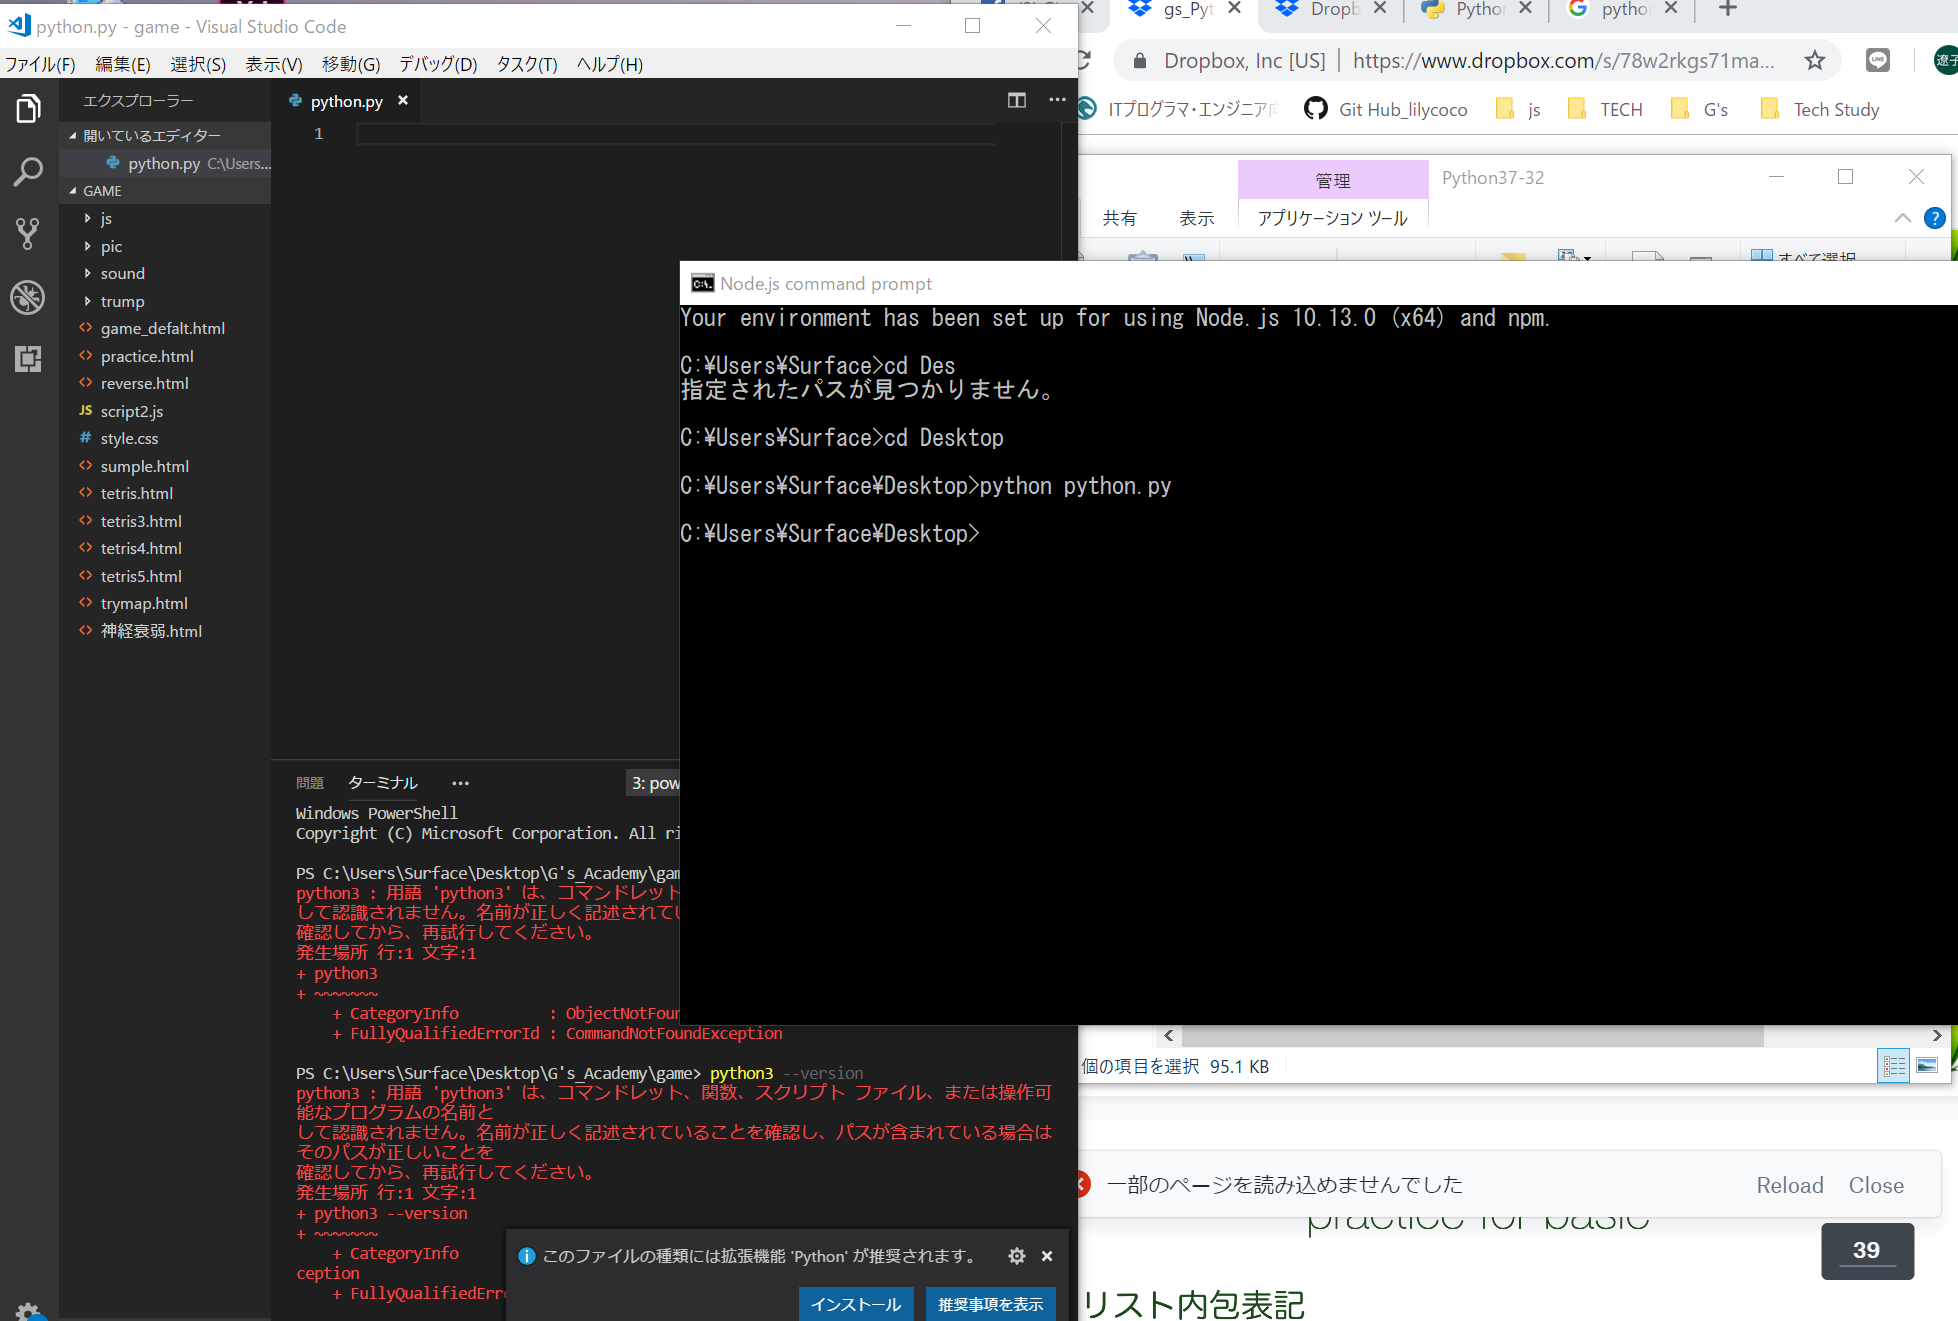 python.py - game - Visual Studio Code
ファイル(F) 編集(E) 選択(S) 表示(V) 移動(G) デバッグ(D) タスク(T) ヘルプ(H)
エクスプローラー
開いているエディター
python.py C:\Users...
GAME
js
pic
sound
trump
game_defalt.html
practice.html
reverse.html
JS script2.js
# style.css
sumple.html
tetris.html
tetris3.html
tetris4.html
tetris5.html
trymap.html
神経衰弱.html
python.py
1
問題 ターミナル ... 3: pow
Windows PowerShell
Copyright (C) Microsoft Corporation. All ri
PS C:\Users\Surface\Desktop\G's_Academy\gam
python3 : 用語 'python3' は、コマンドレット
して認識されません。名前が正しく記述されてい
確認してから、再試行してください。
発生場所 行:1 文字:1
+ python3
+ ~~~~~~~
+ CategoryInfo : ObjectNotFoun
+ FullyQualifiedErrorId : CommandNotFoundException
PS C:\Users\Surface\Desktop\G's_Academy\game> python3 --version
python3 : 用語 'python3' は、コマンドレット、関数、スクリプト ファイル、または操作可
能なプログラムの名前と
して認識されません。名前が正しく記述されていることを確認し、パスが含まれている場合は
そのパスが正しいことを
確認してから、再試行してください。
発生場所 行:1 文字:1
+ python3 --version
+ ~~~~~~~
+ CategoryInfo
ception
+ FullyQualifiedErro
このファイルの種類には拡張機能 'Python' が推奨されます。
インストール 推奨事項を表示
Node.js command prompt
Your environment has been set up for using Node.js 10.13.0 (x64) and npm.
C:¥Users¥Surface>cd Des
指定されたパスが見つかりません。
C:¥Users¥Surface>cd Desktop
C:¥Users¥Surface¥Desktop>python python.py
C:¥Users¥Surface¥Desktop>
gs_Pyt Dropb Python pytho
Dropbox, Inc [US] https://www.dropbox.com/s/78w2rkgs71ma...
ITプログラマ・エンジニア Git Hub_lilycoco js TECH G's Tech Study
管理 Python37-32
共有 表示 アプリケーション ツール
すべて選択
個の項目を選択 95.1 KB
一部のページを読み込めませんでした Reload Close
practice for basic
39
リスト内包表記